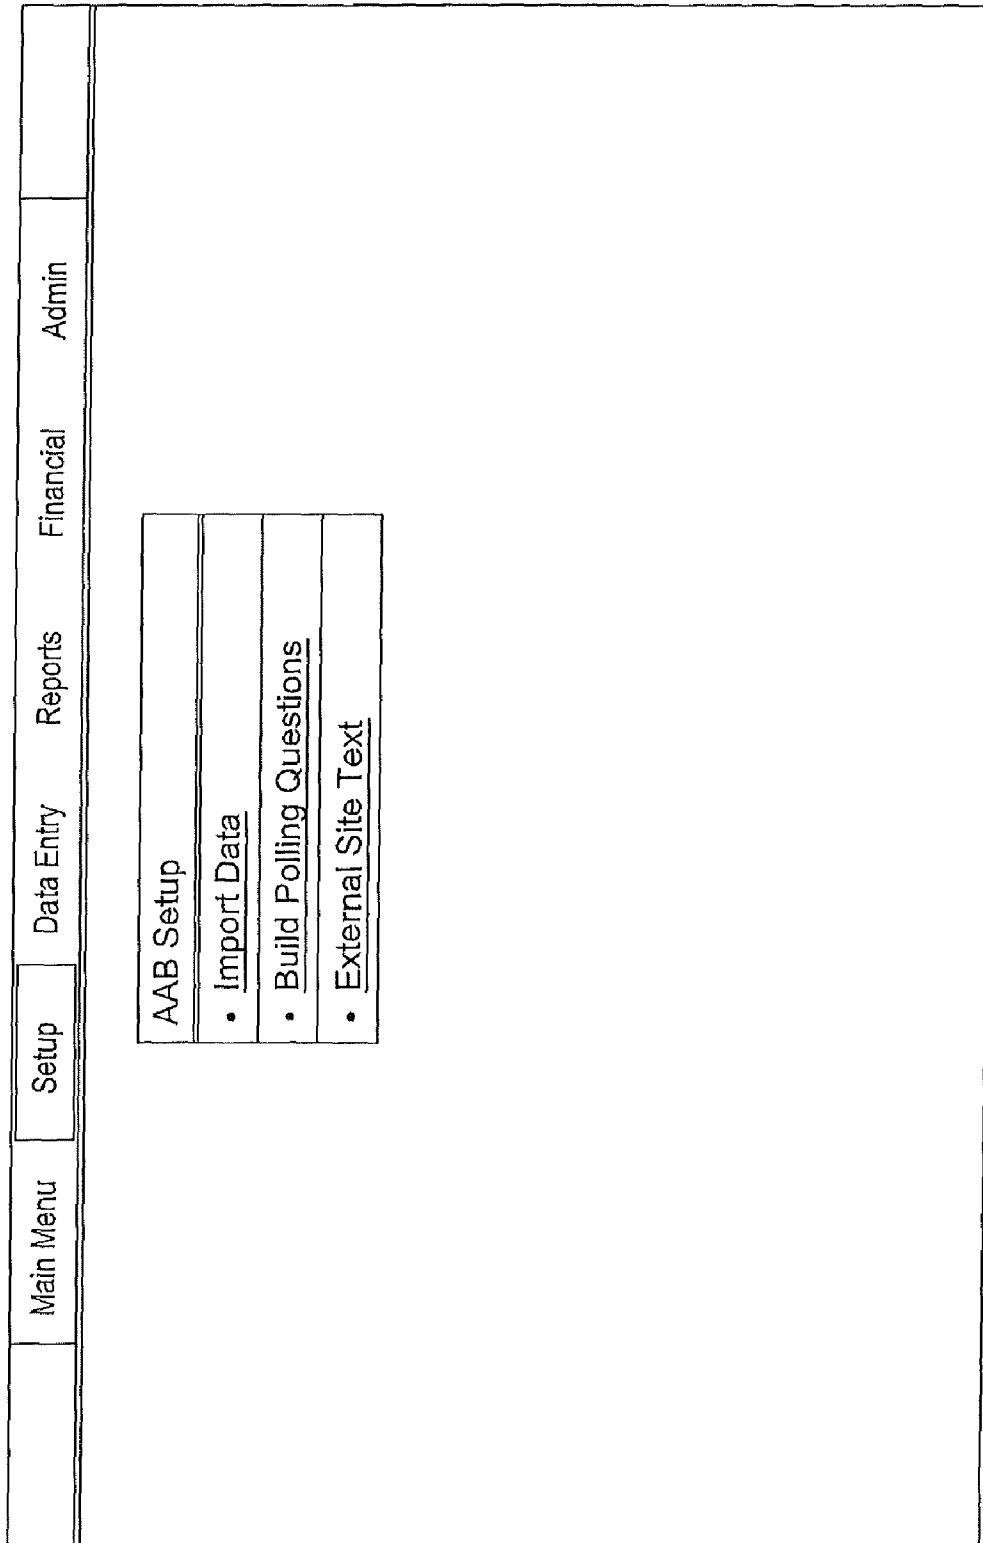 Main Menu Setup Data Entry Reports Financial Admin
AAB Setup
• Import Data
• Build Polling Questions
• External Site Text